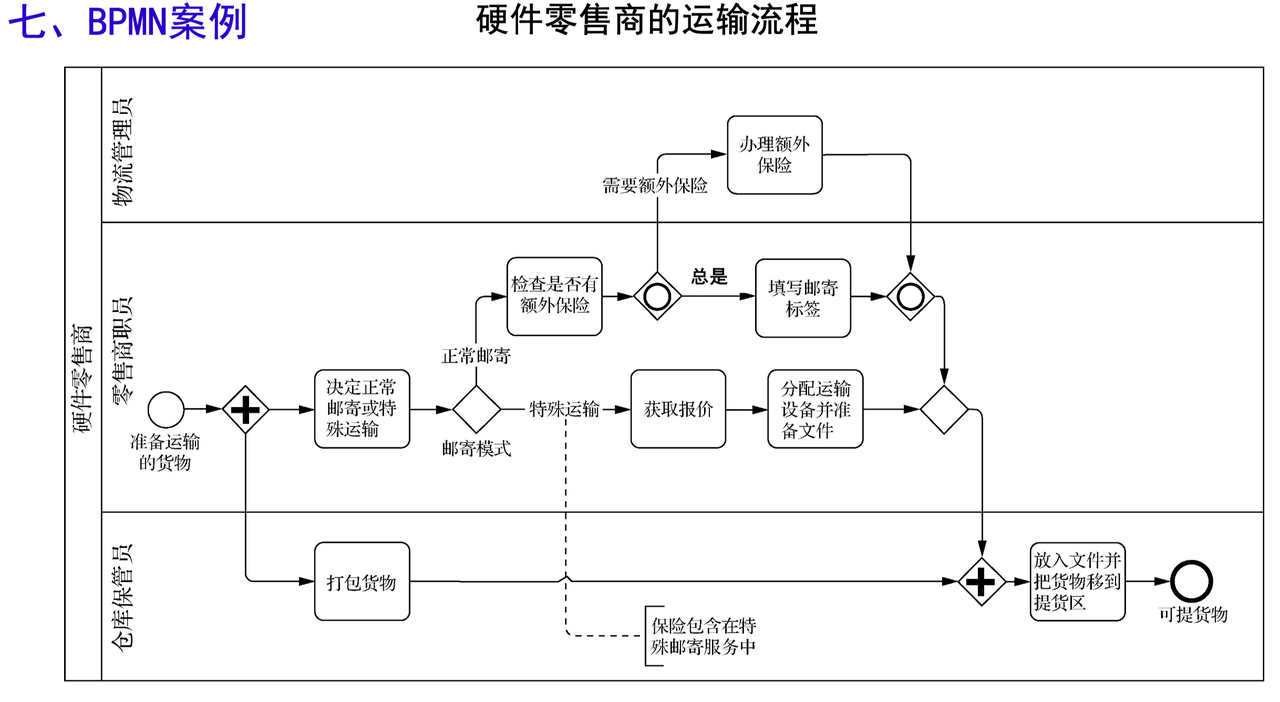 七、BPMN案例
硬件零售商的运输流程
硬件零售商
物流管理员
办理额外
保险
需要额外保险
零售商职员
检查是否有
额外保险
总是
填写邮寄
标签
正常邮寄
准备运输
的货物
决定正常
邮寄或特
殊运输
邮寄模式
特殊运输
获取报价
分配运输
设备并准
备文件
仓库保管员
打包货物
放入文件并
把货物移到
提货区
可提货物
保险包含在特
殊邮寄服务中